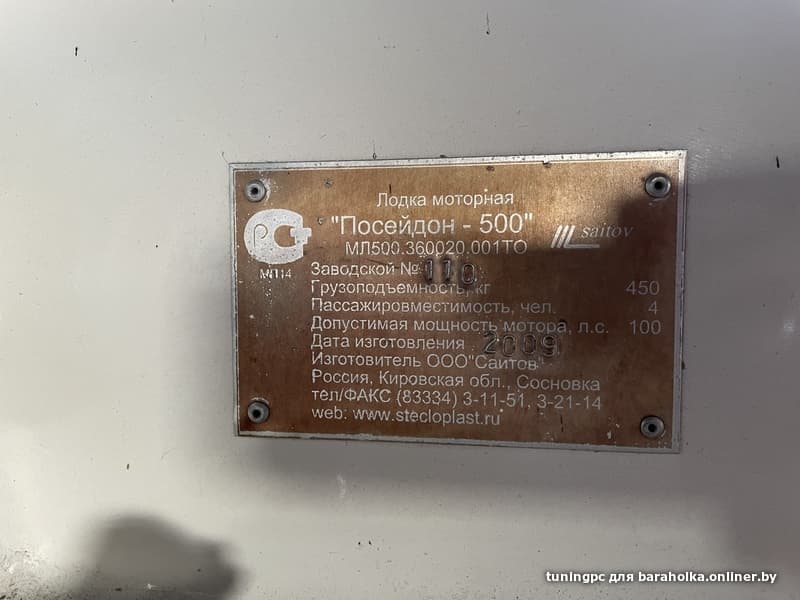 Лодка моторная
"Посейдон - 500"
МЛ500.360020.001ТО
saitov
РСТ
МП14
Заводской № 110
Грузоподъемность, кг 450
Пассажировместимость, чел. 4
Допустимая мощность мотора, л.с. 100
Дата изготовления 2009
Изготовитель ООО"Саитов"
Россия, Кировская обл., Сосновка
тел/ФАКС (83334) 3-11-51, 3-21-14
web: www.stecloplast.ru
tuningpc для baraholka.onliner.by